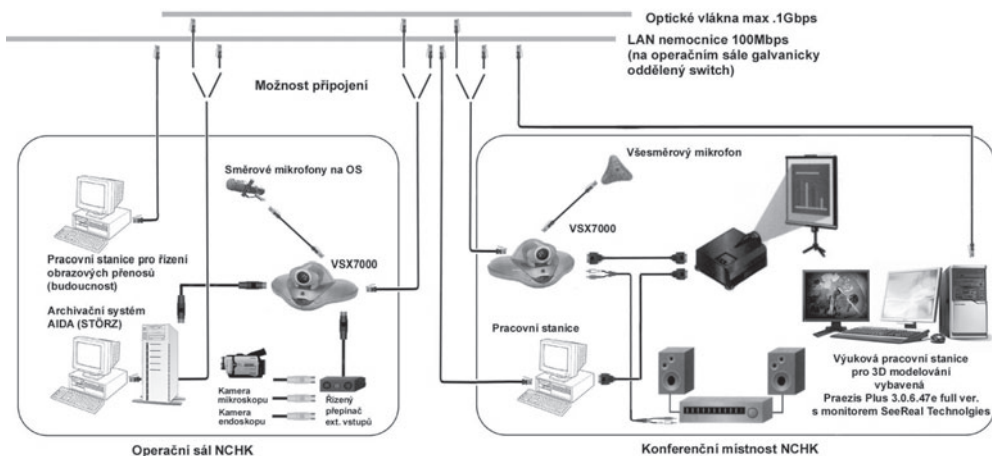 Optické vlákna max .1Gbps
LAN nemocnice 100Mbps
(na operačním sále galvanicky
oddělený switch)
Možnost připojení
Směrové mikrofony na OS
VSX7000
Pracovní stanice pro řízení
obrazových přenosů
(budoucnost)
Archivační systém
AIDA (STÖRZ)
Kamera
mikroskopu
Kamera
endoskopu
Řízený
přepínač
ext. vstupů
Operační sál NCHK
Všesměrový mikrofon
VSX7000
Pracovní stanice
Výuková pracovní stanice
pro 3D modelování
vybavená
Praezis Plus 3.0.6.47e full ver.
s monitorem SeeReal Technolgies
Konferenční místnost NCHK